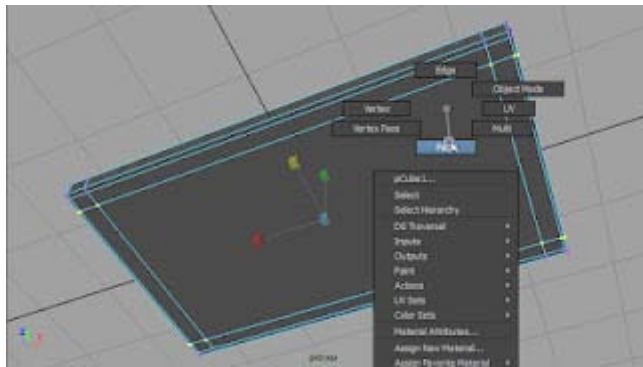 Edge
Object Mode
Vertex
UV
Vertex Face
Multi
Face
pCube1...
Select
Select Hierarchy
DG Traversal
Inputs
Outputs
Paint
Actions
UV Sets
Color Sets
Material Attributes...
Assign New Material...
Assign Favorite Material
persp